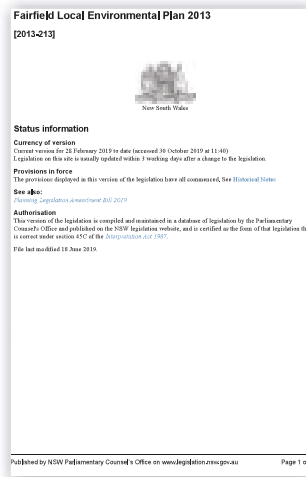 Fairfield Local Environmental Plan 2013
[2013-213]
New South Wales
Status information
Currency of version
Current version for 28 February 2019 to date (accessed 30 October 2019 at 11:40)
Legislation on this site is usually updated within 3 working days after a change to the legislation.
Provisions in force
The provisions displayed in this version of the legislation have all commenced, See Historical Notes
See also:
Planning Legislation Amendment Bill 2019
Authorisation
This version of the legislation is compiled and maintained in a database of legislation by the Parliamentary
Counsel's Office and published on the NSW legislation website, and is certified as the form of that legislation th
is correct under section 45C of the Interpretation Act 1987.
File last modified 18 June 2019.
Published by NSW Parliamentary Counsel's Office on www.legislation.nsw.gov.au Page 1 o